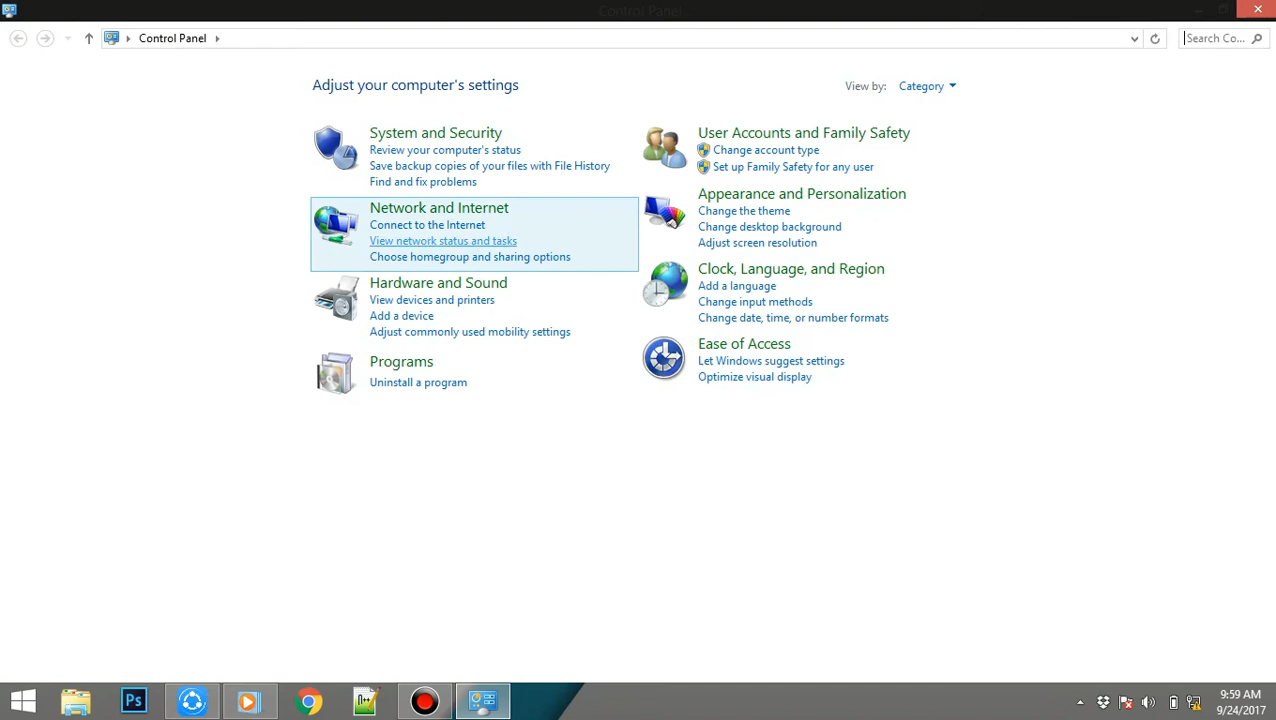 Control Panel
Control Panel
Search Co...
Adjust your computer's settings
View by: Category
System and Security
Review your computer's status
Save backup copies of your files with File History
Find and fix problems
Network and Internet
Connect to the Internet
View network status and tasks
Choose homegroup and sharing options
Hardware and Sound
View devices and printers
Add a device
Adjust commonly used mobility settings
Programs
Uninstall a program
User Accounts and Family Safety
Change account type
Set up Family Safety for any user
Appearance and Personalization
Change the theme
Change desktop background
Adjust screen resolution
Clock, Language, and Region
Add a language
Change input methods
Change date, time, or number formats
Ease of Access
Let Windows suggest settings
Optimize visual display
Ps
9:59 AM
9/24/2017